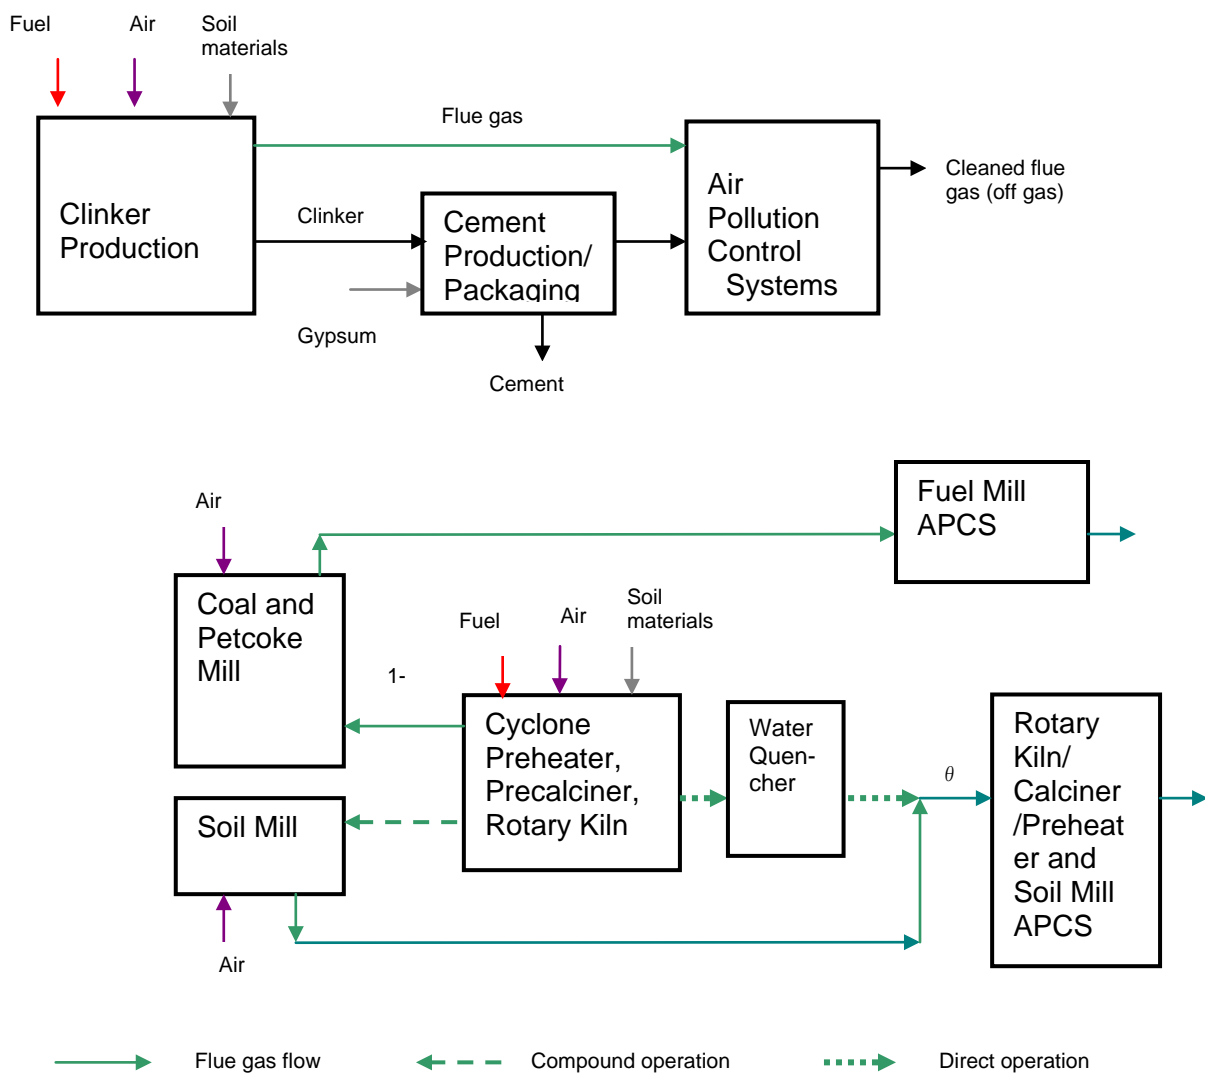 Fuel
Air
Soil
materials
Flue gas
Clinker
Production
Clinker
Gypsum
Cement
Production/
Packaging
Cement
Air
Pollution
Control
Systems
Cleaned flue
gas (off gas)
Air
Fuel Mill
APCS
Coal and
Petcoke
Mill
1-
Fuel
Air
Soil
materials
Cyclone
Preheater,
Precalciner,
Rotary Kiln
Water
Quen-
cher
θ
Rotary
Kiln/
Calciner
/Preheat
er and
Soil Mill
APCS
Soil Mill
Air
Flue gas flow
Compound operation
Direct operation